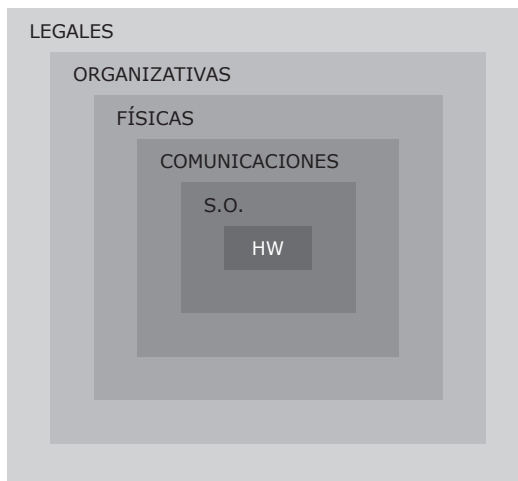 LEGALES
ORGANIZATIVAS
FÍSICAS
COMUNICACIONES
S.O.
HW